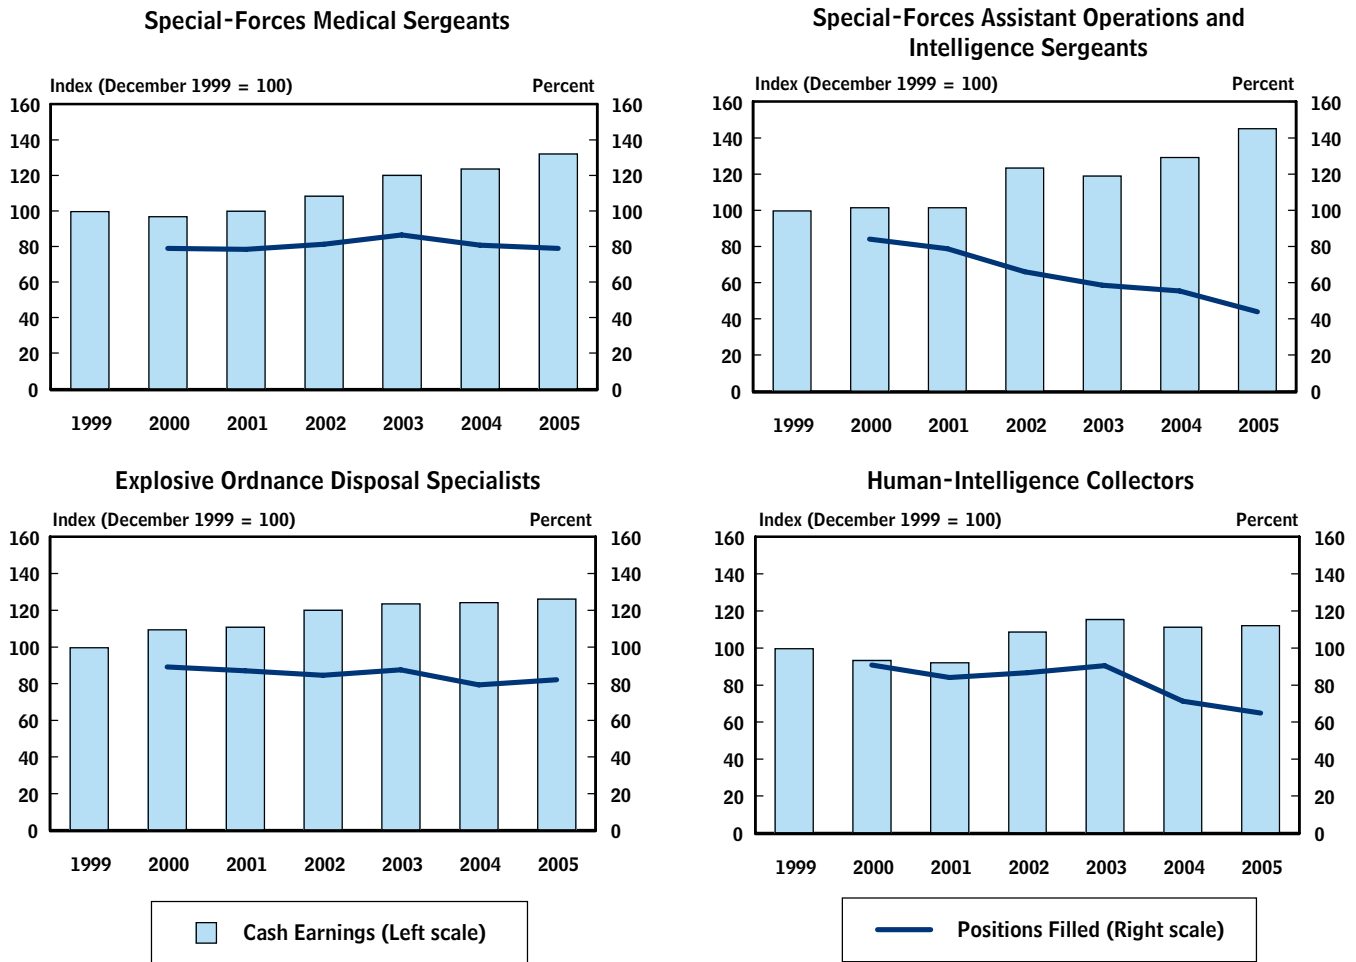 Special-Forces Medical Sergeants
Index (December 1999 = 100) Percent
160 160
140 140
120 120
100 100
80 80
60 60
40 40
20 20
0 0
1999 2000 2001 2002 2003 2004 2005
Special-Forces Assistant Operations and
Intelligence Sergeants
Index (December 1999 = 100) Percent
160 160
140 140
120 120
100 100
80 80
60 60
40 40
20 20
0 0
1999 2000 2001 2002 2003 2004 2005
Explosive Ordnance Disposal Specialists
Index (December 1999 = 100) Percent
160 160
140 140
120 120
100 100
80 80
60 60
40 40
20 20
0 0
1999 2000 2001 2002 2003 2004 2005
Human-Intelligence Collectors
Index (December 1999 = 100) Percent
160 160
140 140
120 120
100 100
80 80
60 60
40 40
20 20
0 0
1999 2000 2001 2002 2003 2004 2005
Cash Earnings (Left scale)
Positions Filled (Right scale)